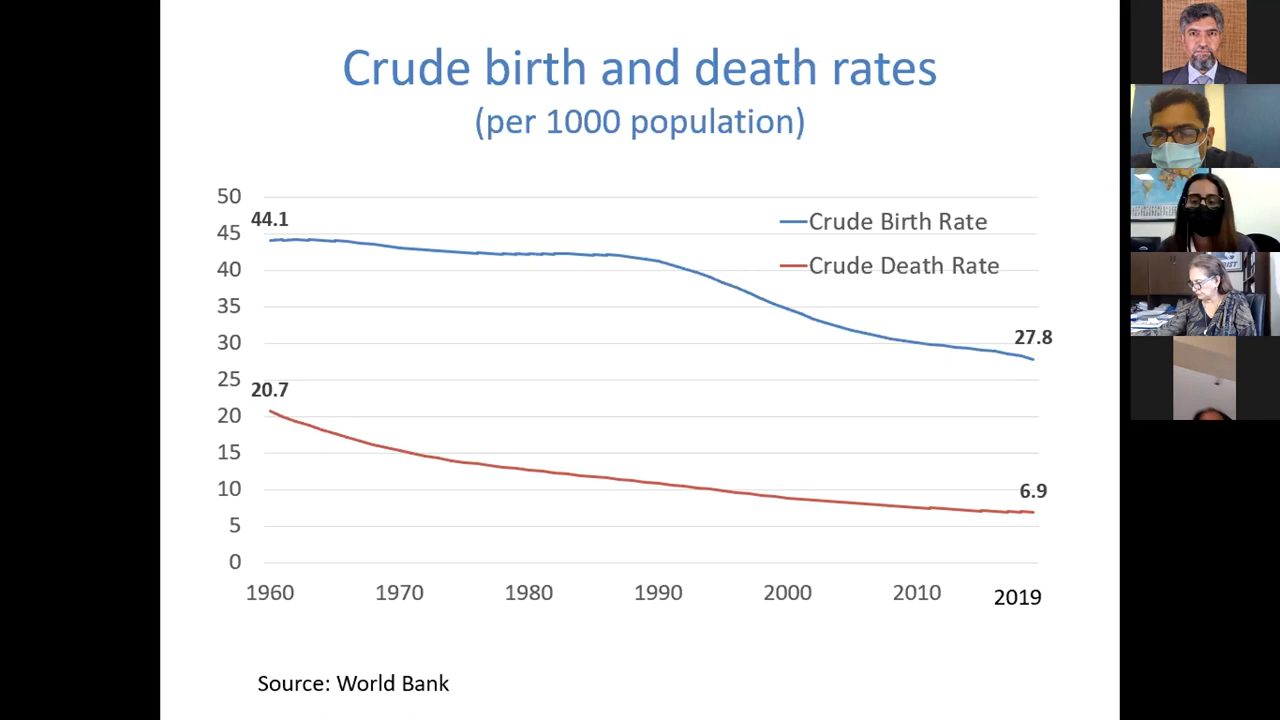 Crude birth and death rates
(per 1000 population)
50
45
40
35
30
25
20
15
10
5
0
44.1
20.7
27.8
6.9
Crude Birth Rate
Crude Death Rate
1960 1970 1980 1990 2000 2010 2019
Source: World Bank